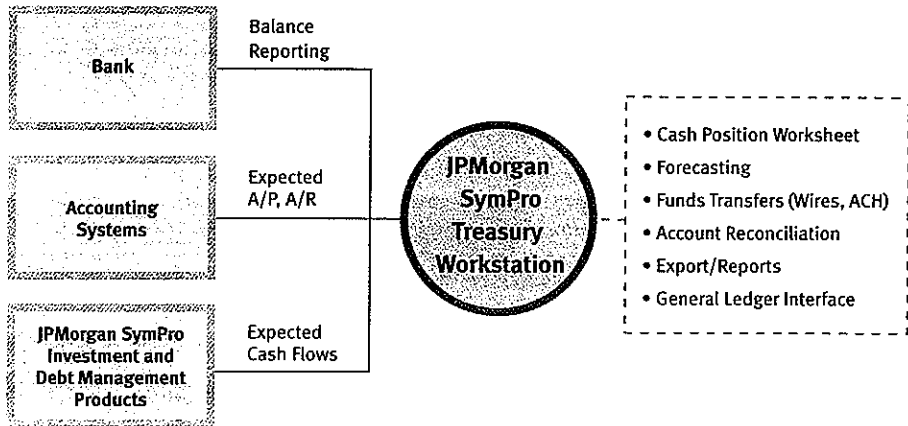 Bank
Balance
Reporting
Accounting
Systems
Expected
A/P, A/R
JPMorgan SymPro
Investment and
Debt Management
Products
Expected
Cash Flows
JPMorgan
SymPro
Treasury
Workstation
• Cash Position Worksheet
• Forecasting
• Funds Transfers (Wires, ACH)
• Account Reconciliation
• Export/Reports
• General Ledger Interface